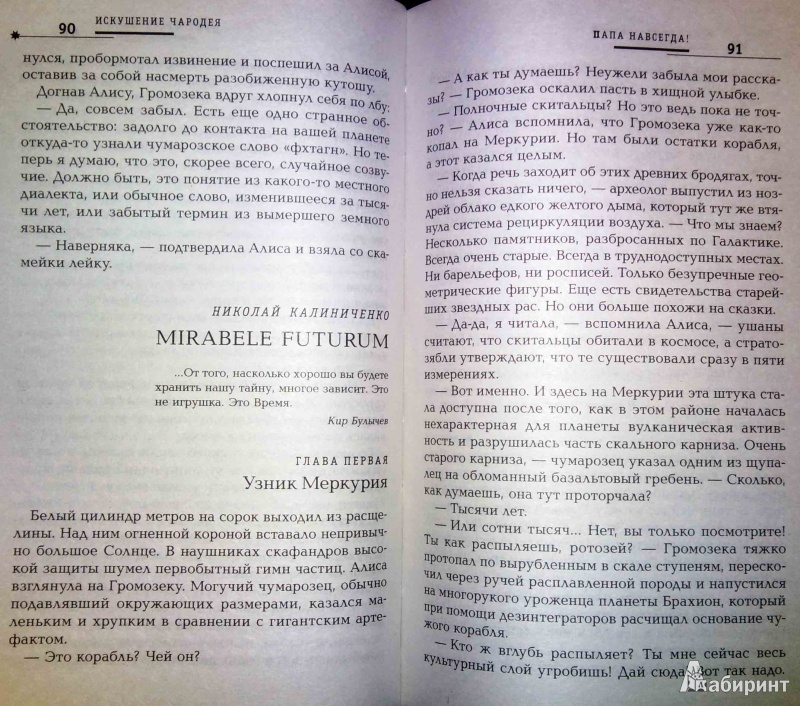 90
ИСКУШЕНИЕ ЧАРОДЕЯ
нулся, пробормотал извинение и поспешил за Алисой,
оставив за собой насмерть разобиженную кутошу.
Догнав Алису, Громозека вдруг хлопнул себя по лбу:
— Да, совсем забыл. Есть еще одно странное об-
стоятельство: задолго до контакта на вашей планете
откуда-то узнали чумарозское слово «фхтагн». Но те-
перь я думаю, что это, скорее всего, случайное созву-
чие. Должно быть, это понятие из какого-то местного
диалекта, или обычное слово, изменившееся за тыся-
чи лет, или забытый термин из вымершего земного
языка.
— Наверняка, — подтвердила Алиса и взяла со ска-
мейки лейку.
НИКОЛАЙ КАЛИНИЧЕНКО
MIRABELE FUTURUM
...От того, насколько хорошо вы будете
хранить нашу тайну, многое зависит. Это
не игрушка. Это Время.
Кир Булычев
ГЛАВА ПЕРВАЯ
Узник Меркурия
Белый цилиндр метров на сорок выходил из расще-
лины. Над ним огненной короной вставало непривыч-
но большое Солнце. В наушниках скафандров высо-
кой защиты шумел первобытный гимн частиц. Алиса
взглянула на Громозеку. Могучий чумарозец, обычно
подавлявший окружающих размерами, казался ма-
леньким и хрупким в сравнении с гигантским арте-
фактом.
— Это корабль? Чей он?
ПАПА НАВСЕГДА!
91
— А как ты думаешь? Неужели забыла мои расска-
зы? — Громозека оскалил пасть в хищной улыбке.
— Полночные скитальцы? Но это ведь пока не точ-
но? — Алиса вспомнила, что Громозека уже как-то
копал на Меркурии. Но там были остатки корабля,
а этот казался целым.
— Когда речь заходит об этих древних бродягах, точ-
но нельзя сказать ничего, — археолог выпустил из ноз-
дрей облако едкого желтого дыма, который тут же втя-
нула система рециркуляции воздуха. — Что мы знаем?
Несколько памятников, разбросанных по Галактике.
Всегда очень старые. Всегда в труднодоступных местах.
Ни барельефов, ни росписей. Только безупречные гео-
метрические фигуры. Еще есть свидетельства старей-
ших звездных рас. Но они больше похожи на сказки.
— Да-да, я читала, — вспомнила Алиса, — ушаны
считают, что скитальцы обитали в космосе, а страто-
зябли утверждают, что те существовали сразу в пяти
измерениях.
— Вот именно. И здесь на Меркурии эта штука ста-
ла доступна после того, как в этом районе началась
нехарактерная для планеты вулканическая актив-
ность и разрушилась часть скального карниза. Очень
старого карниза, — чумарозец указал одним из щупа-
лец на обломанный базальтовый гребень. — Сколько,
как думаешь, она тут проторчала?
— Тысячи лет.
— Или сотни тысяч... Нет, вы только посмотрите!
Ты как распыляешь, ротозей? — Громозека тяжко
протопал по вырубленным в скале ступеням, переско-
чил через ручей расплавленной породы и напустился
на многорукого уроженца планеты Брахион, который
при помощи дезинтеграторов расчищал основание чу-
жого корабля.
— Кто ж вглубь распыляет? Ты мне сейчас весь
культурный слой угробишь! Дай сюда! Вот так надо.
Лабиринт